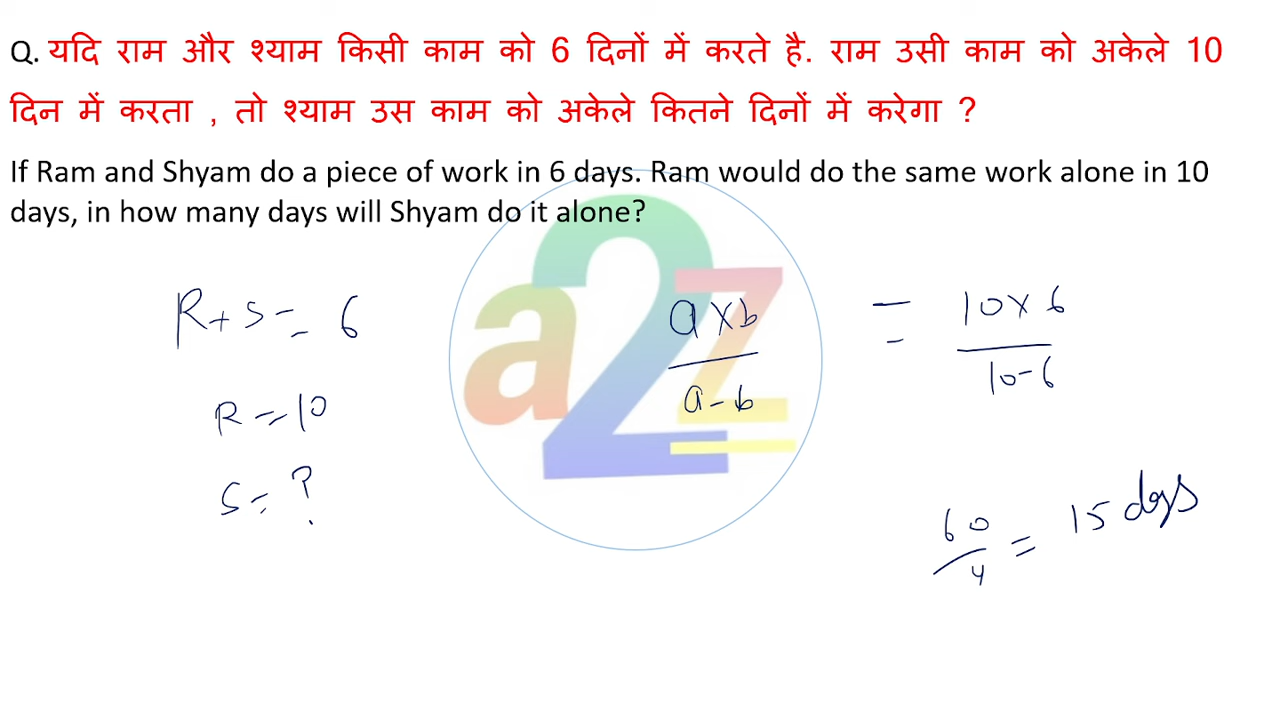 Q. यदि राम और श्याम किसी काम को 6 दिनों में करते है. राम उसी काम को अकेले 10
दिन में करता , तो श्याम उस काम को अकेले कितने दिनों में करेगा ?
If Ram and Shyam do a piece of work in 6 days. Ram would do the same work alone in 10
days, in how many days will Shyam do it alone?
R+S= 6
R=10
S=?
a2z
a×b
a-b
= 10×6
10-6
60
4
= 15 days